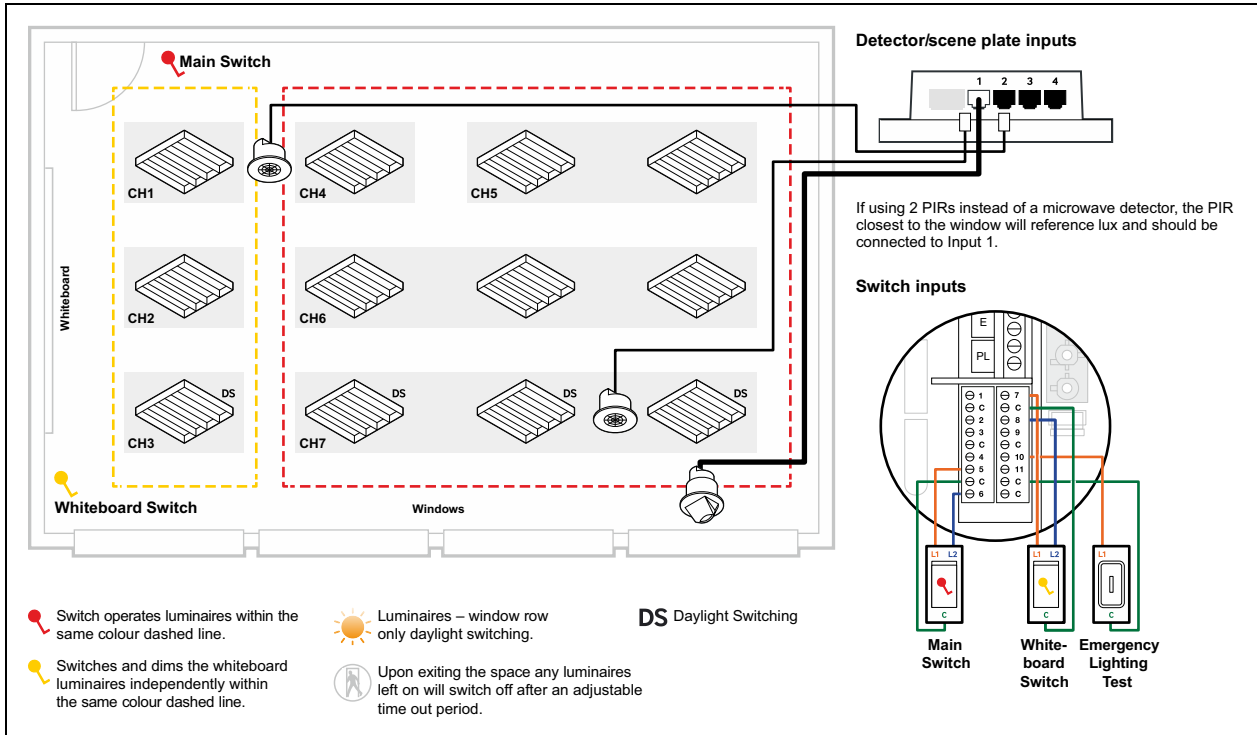 Main Switch
CH1
CH4
CH5
Whiteboard
CH2
CH6
DS
DS
DS
DS
CH3
CH7
Whiteboard Switch
Windows
Detector/scene plate inputs
1 2 3 4
If using 2 PIRs instead of a microwave detector, the PIR
closest to the window will reference lux and should be
connected to Input 1.
Switch inputs
E
PL
1 7
C C
2 8
3 9
C C
4 10
5 11
C C
6 C
L1 L2
C
L1 L2
C
L1
C
Main
Switch
White-
board
Switch
Emergency
Lighting
Test
Switch operates luminaires within the
same colour dashed line.
Switches and dims the whiteboard
luminaires independently within
the same colour dashed line.
Luminaires – window row
only daylight switching.
Upon exiting the space any luminaires
left on will switch off after an adjustable
time out period.
DS Daylight Switching